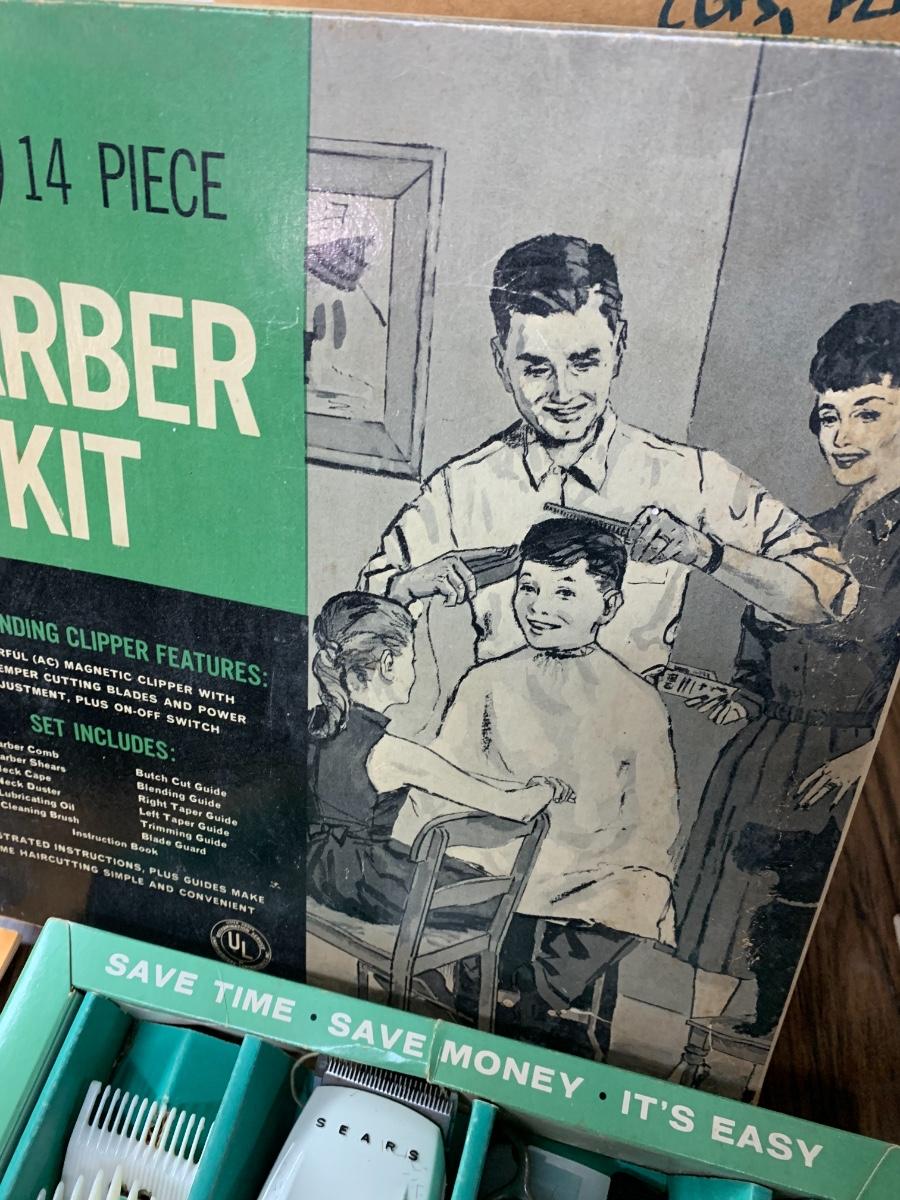 14 PIECE
ARBER
KIT
NDING CLIPPER FEATURES:
RFUL (AC) MAGNETIC CLIPPER WITH
EMPER CUTTING BLADES AND POWER
JUSTMENT, PLUS ON-OFF SWITCH
SET INCLUDES:
arber Comb
arber Shears
eck Cape
Neck Duster
Lubricating Oil
Cleaning Brush
Butch Cut Guide
Blending Guide
Right Taper Guide
Left Taper Guide
Trimming Guide
Blade Guard
Instruction Book
STRATED INSTRUCTIONS, PLUS GUIDES MAKE
ME HAIRCUTTING SIMPLE AND CONVENIENT
UL
SAVE TIME · SAVE MONEY · IT'S EASY
SEARS